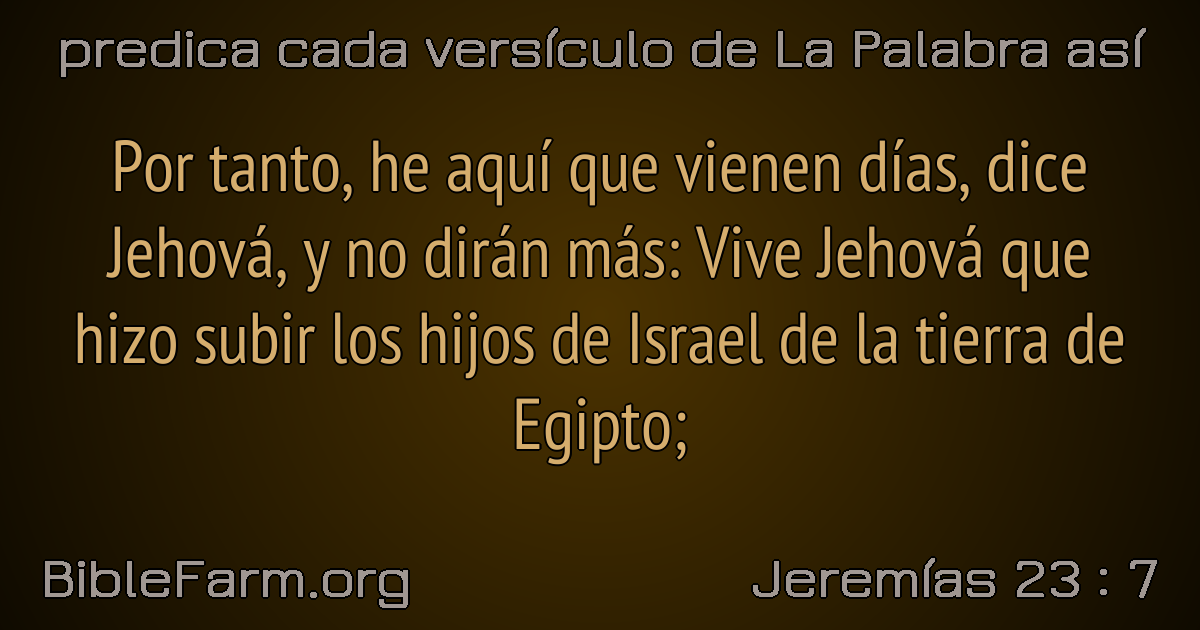 predica cada versículo de La Palabra así
Por tanto, he aquí que vienen días, dice
Jehová, y no dirán más: Vive Jehová que
hizo subir los hijos de Israel de la tierra de
Egipto;
BibleFarm.org
Jeremías 23 : 7